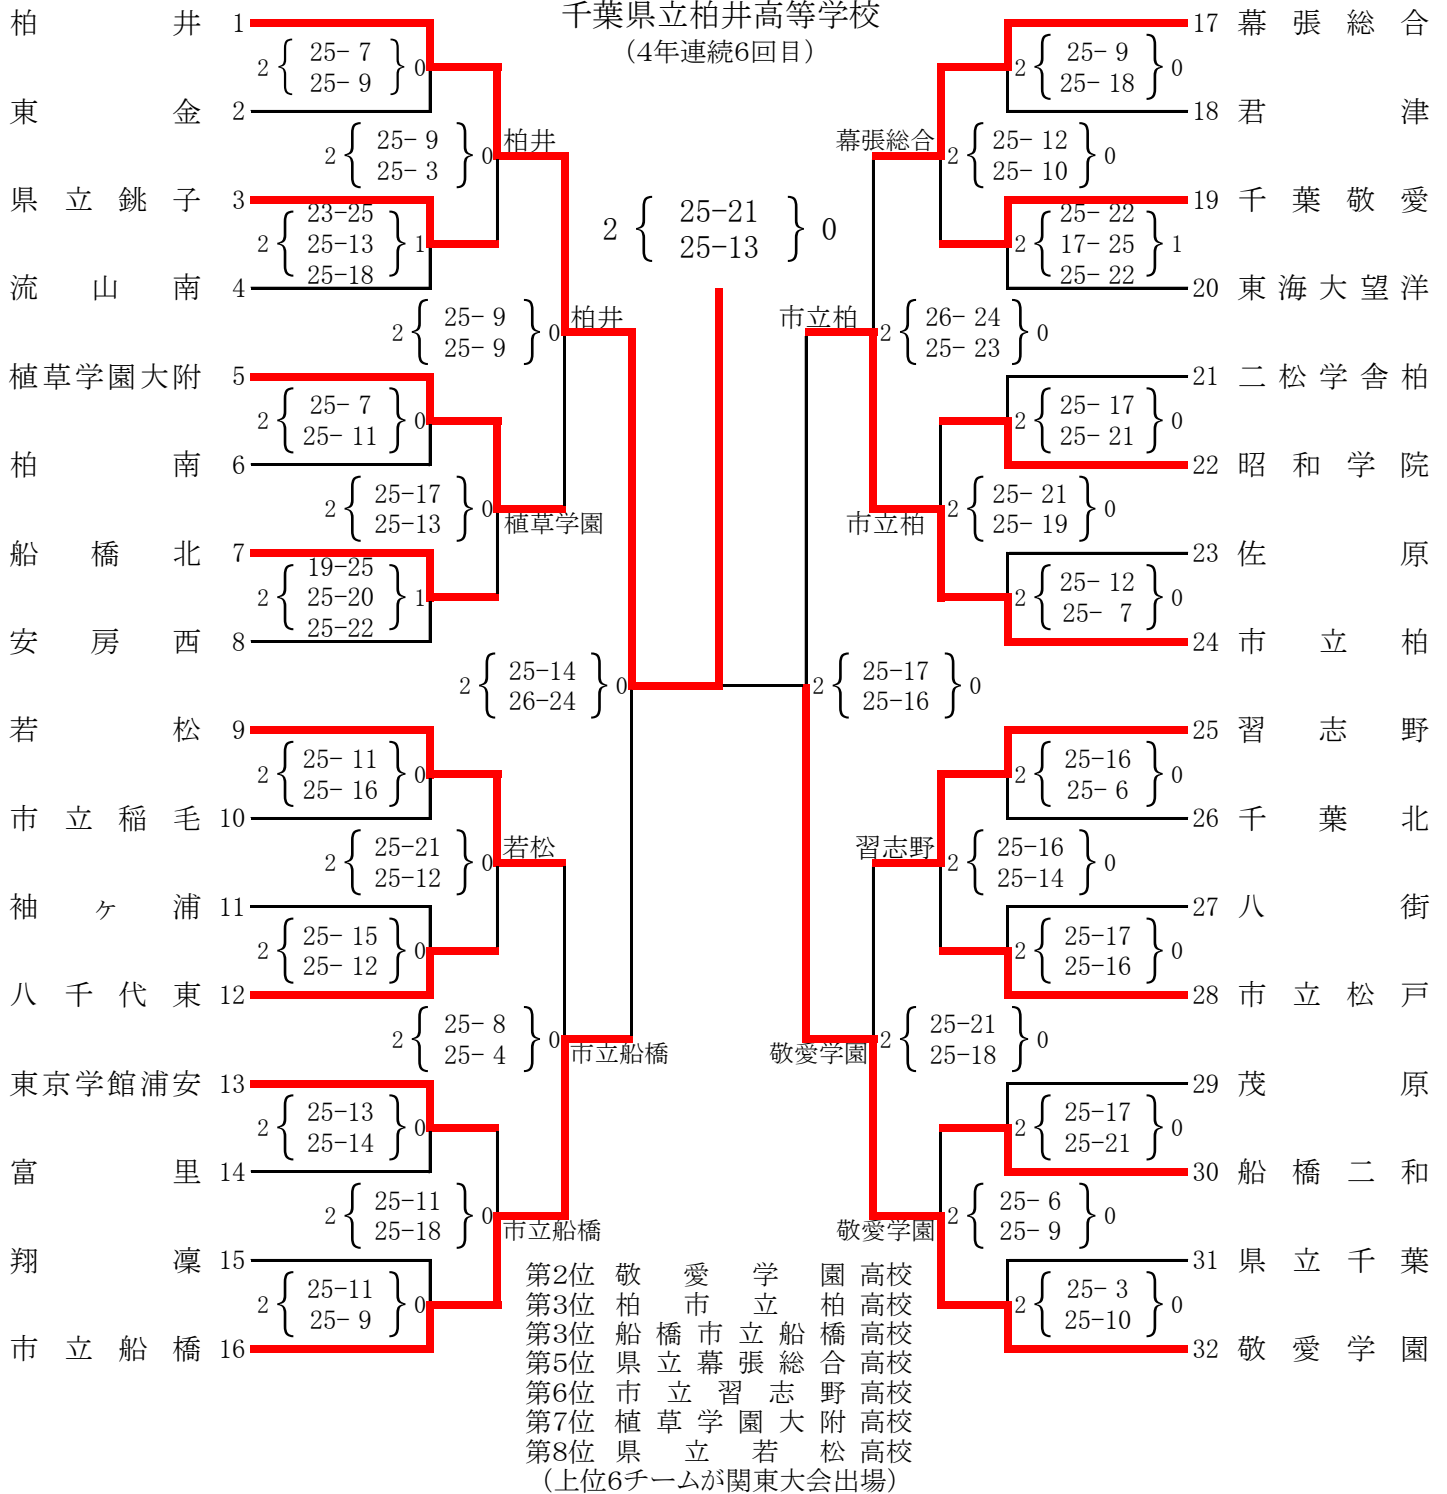 千葉県立柏井高等学校
（4年連続6回目）
柏井 1
2 { 25- 7 } 0
25- 9
東金 2
2 { 25- 9 } 0
25- 3
柏井
県立銚子 3
2 { 23-25 } 1
25-13
25-18
流山南 4
2 { 25- 9 } 0
25- 9
柏井
植草学園大附 5
2 { 25- 7 } 0
25- 11
柏南 6
2 { 25-17 } 0
25-13
植草学園
船橋北 7
2 { 19-25 } 1
25-20
25-22
安房西 8
2 { 25-14 } 0
26-24
若松 9
2 { 25- 11 } 0
25- 16
市立稲毛 10
2 { 25-21 } 0
25-12
若松
袖ヶ浦 11
2 { 25- 15 } 0
25- 12
八千代東 12
2 { 25- 8 } 0
25- 4
市立船橋
東京学館浦安 13
2 { 25-13 } 0
25-14
富里 14
2 { 25-11 } 0
25-18
市立船橋
翔凜 15
2 { 25-11 } 0
25- 9
市立船橋 16
2 { 25-21 } 0
25-13
17 幕張総合
2 { 25- 9 } 0
25- 18
18 君津
幕張総合
2 { 25- 12 } 0
25- 10
19 千葉敬愛
2 { 25- 22 } 1
17- 25
25- 22
20 東海大望洋
市立柏
2 { 26- 24 } 0
25- 23
21 二松学舎柏
2 { 25- 17 } 0
25- 21
22 昭和学院
市立柏
2 { 25- 21 } 0
25- 19
23 佐原
2 { 25- 12 } 0
25- 7
24 市立柏
2 { 25-17 } 0
25-16
25 習志野
2 { 25-16 } 0
25- 6
26 千葉北
習志野
2 { 25-16 } 0
25-14
27 八街
2 { 25-17 } 0
25-16
28 市立松戸
敬愛学園
2 { 25-21 } 0
25-18
29 茂原
2 { 25-17 } 0
25-21
30 船橋二和
敬愛学園
2 { 25- 6 } 0
25- 9
31 県立千葉
2 { 25- 3 } 0
25-10
32 敬愛学園
第2位 敬愛学園高校
第3位 柏市立柏高校
第3位 船橋市立船橋高校
第5位 県立幕張総合高校
第6位 市立習志野高校
第7位 植草学園大附高校
第8位 県立若松高校
（上位6チームが関東大会出場）